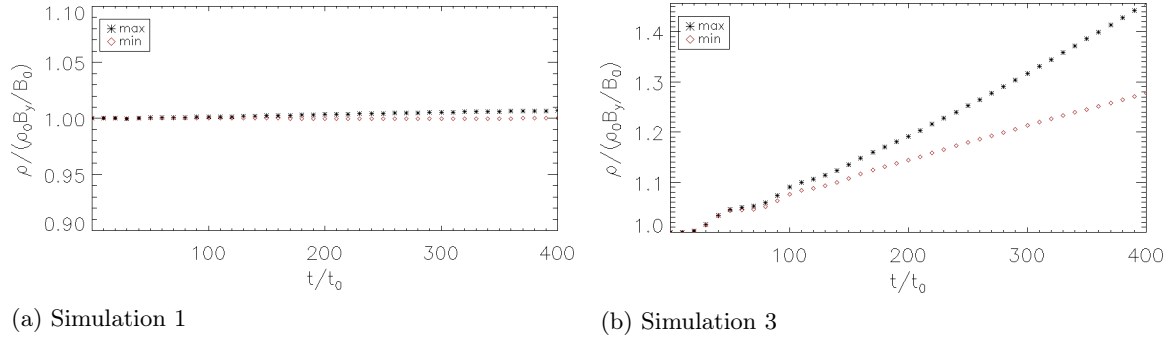 1.10
1.05
1.00
0.95
0.90
ρ/(ρ₀B_y/B₀)
max
min
100
200
300
400
t/t₀
(a) Simulation 1
1.4
1.3
1.2
1.1
1.0
ρ/(ρ₀B_y/B₀)
max
min
100
200
300
400
t/t₀
(b) Simulation 3